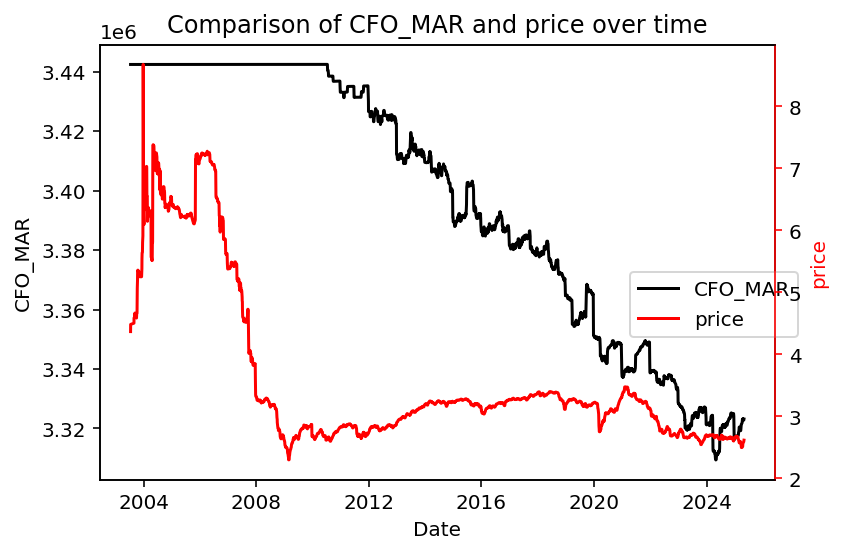 Comparison of CFO_MAR and price over time
1e6
3.44
3.42
3.40
3.38
3.36
3.34
3.32
CFO_MAR
8
7
6
5
4
3
2
price
CFO_MAR
price
2004 2008 2012 2016 2020 2024
Date